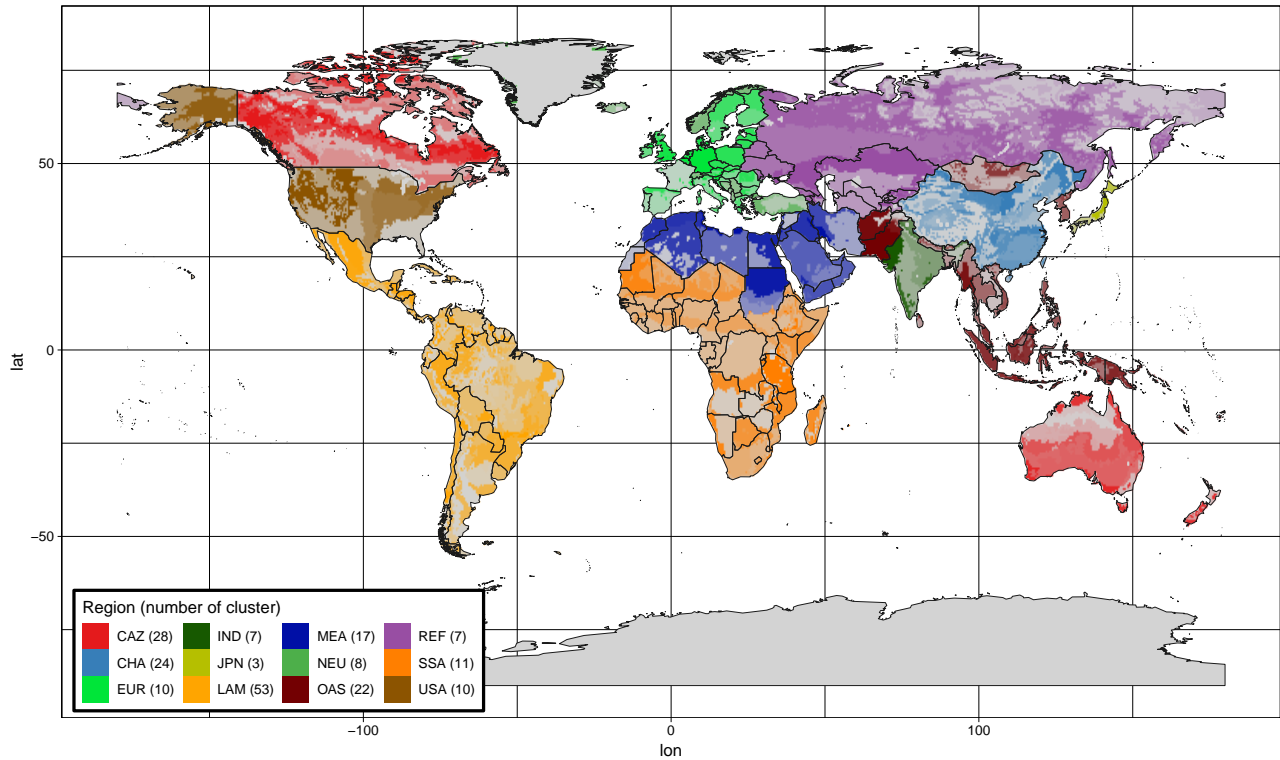 50
0
−50
lat
Region (number of cluster)
CAZ (28) IND (7) MEA (17) REF (7)
CHA (24) JPN (3) NEU (8) SSA (11)
EUR (10) LAM (53) OAS (22) USA (10)
−100 0 100
lon